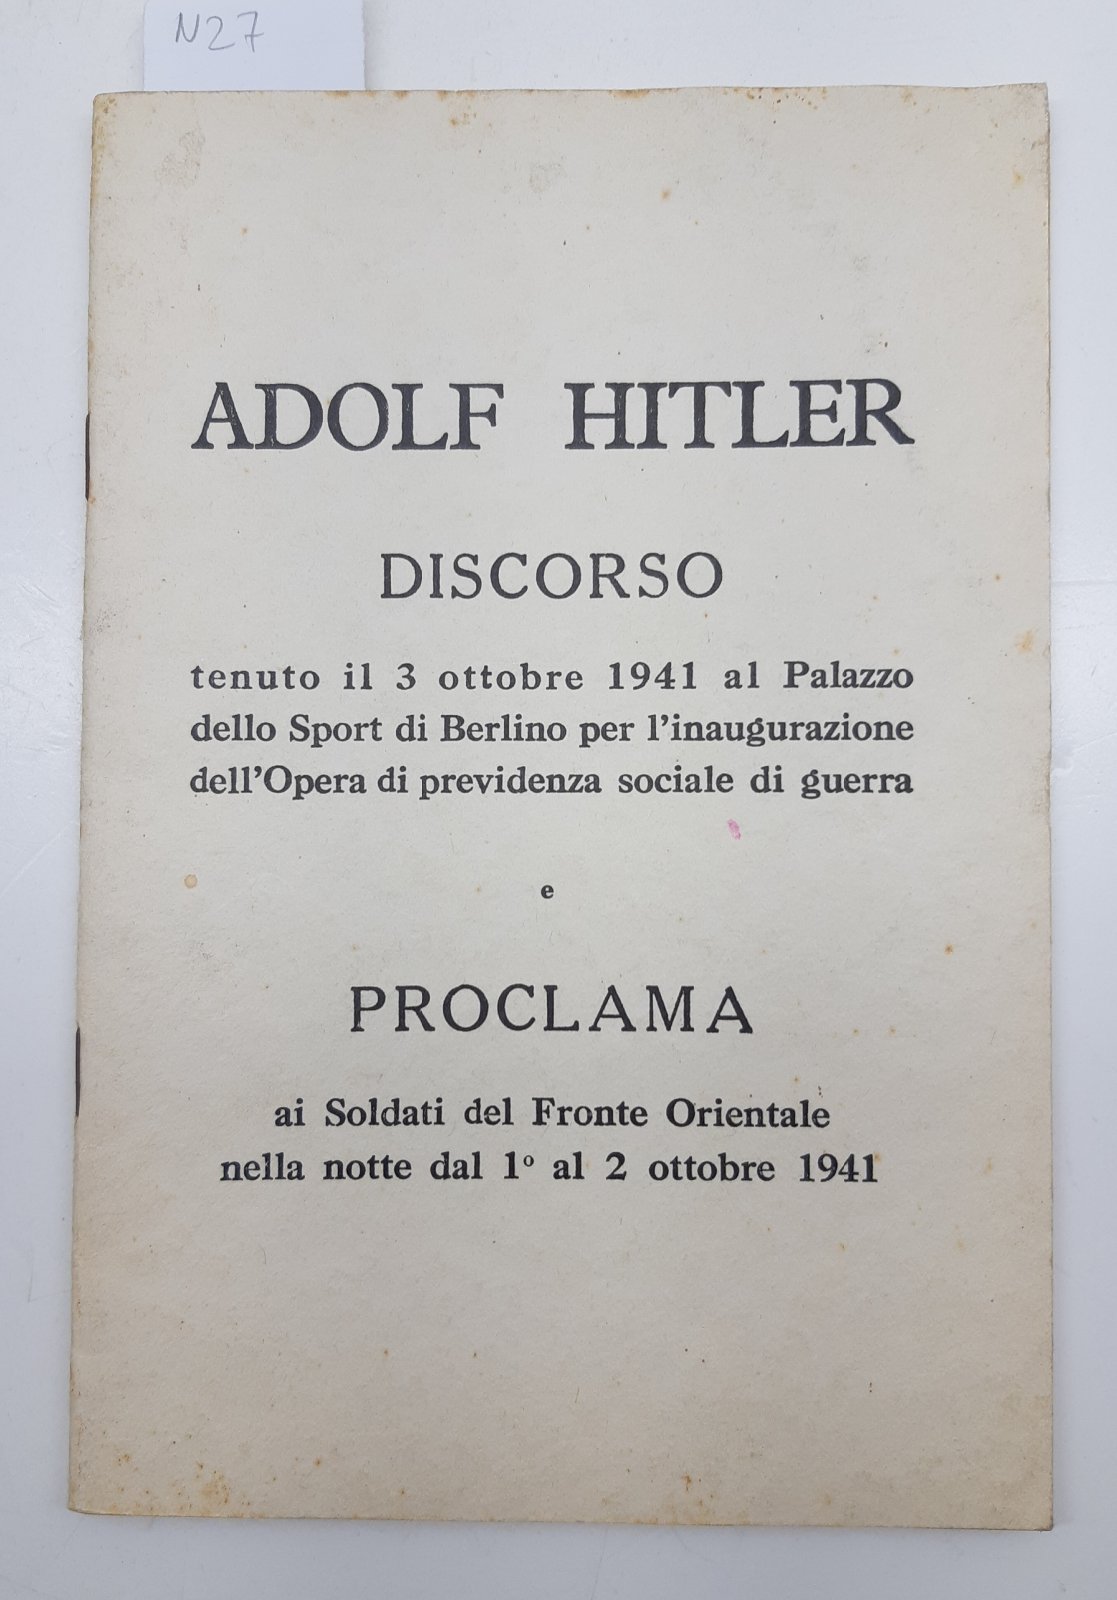 N27
ADOLF HITLER
DISCORSO
tenuto il 3 ottobre 1941 al Palazzo
dello Sport di Berlino per l'inaugurazione
dell'Opera di previdenza sociale di guerra
e
PROCLAMA
ai Soldati del Fronte Orientale
nella notte dal 1º al 2 ottobre 1941